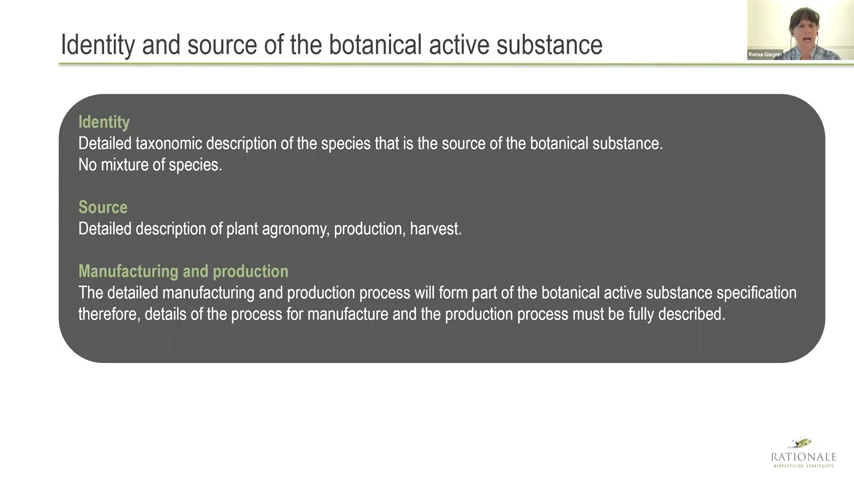 Identity and source of the botanical active substance
Roma Gwynn
Identity
Detailed taxonomic description of the species that is the source of the botanical substance.
No mixture of species.
Source
Detailed description of plant agronomy, production, harvest.
Manufacturing and production
The detailed manufacturing and production process will form part of the botanical active substance specification
therefore, details of the process for manufacture and the production process must be fully described.
RATIONALE
BIOPESTICIDE STRATEGISTS